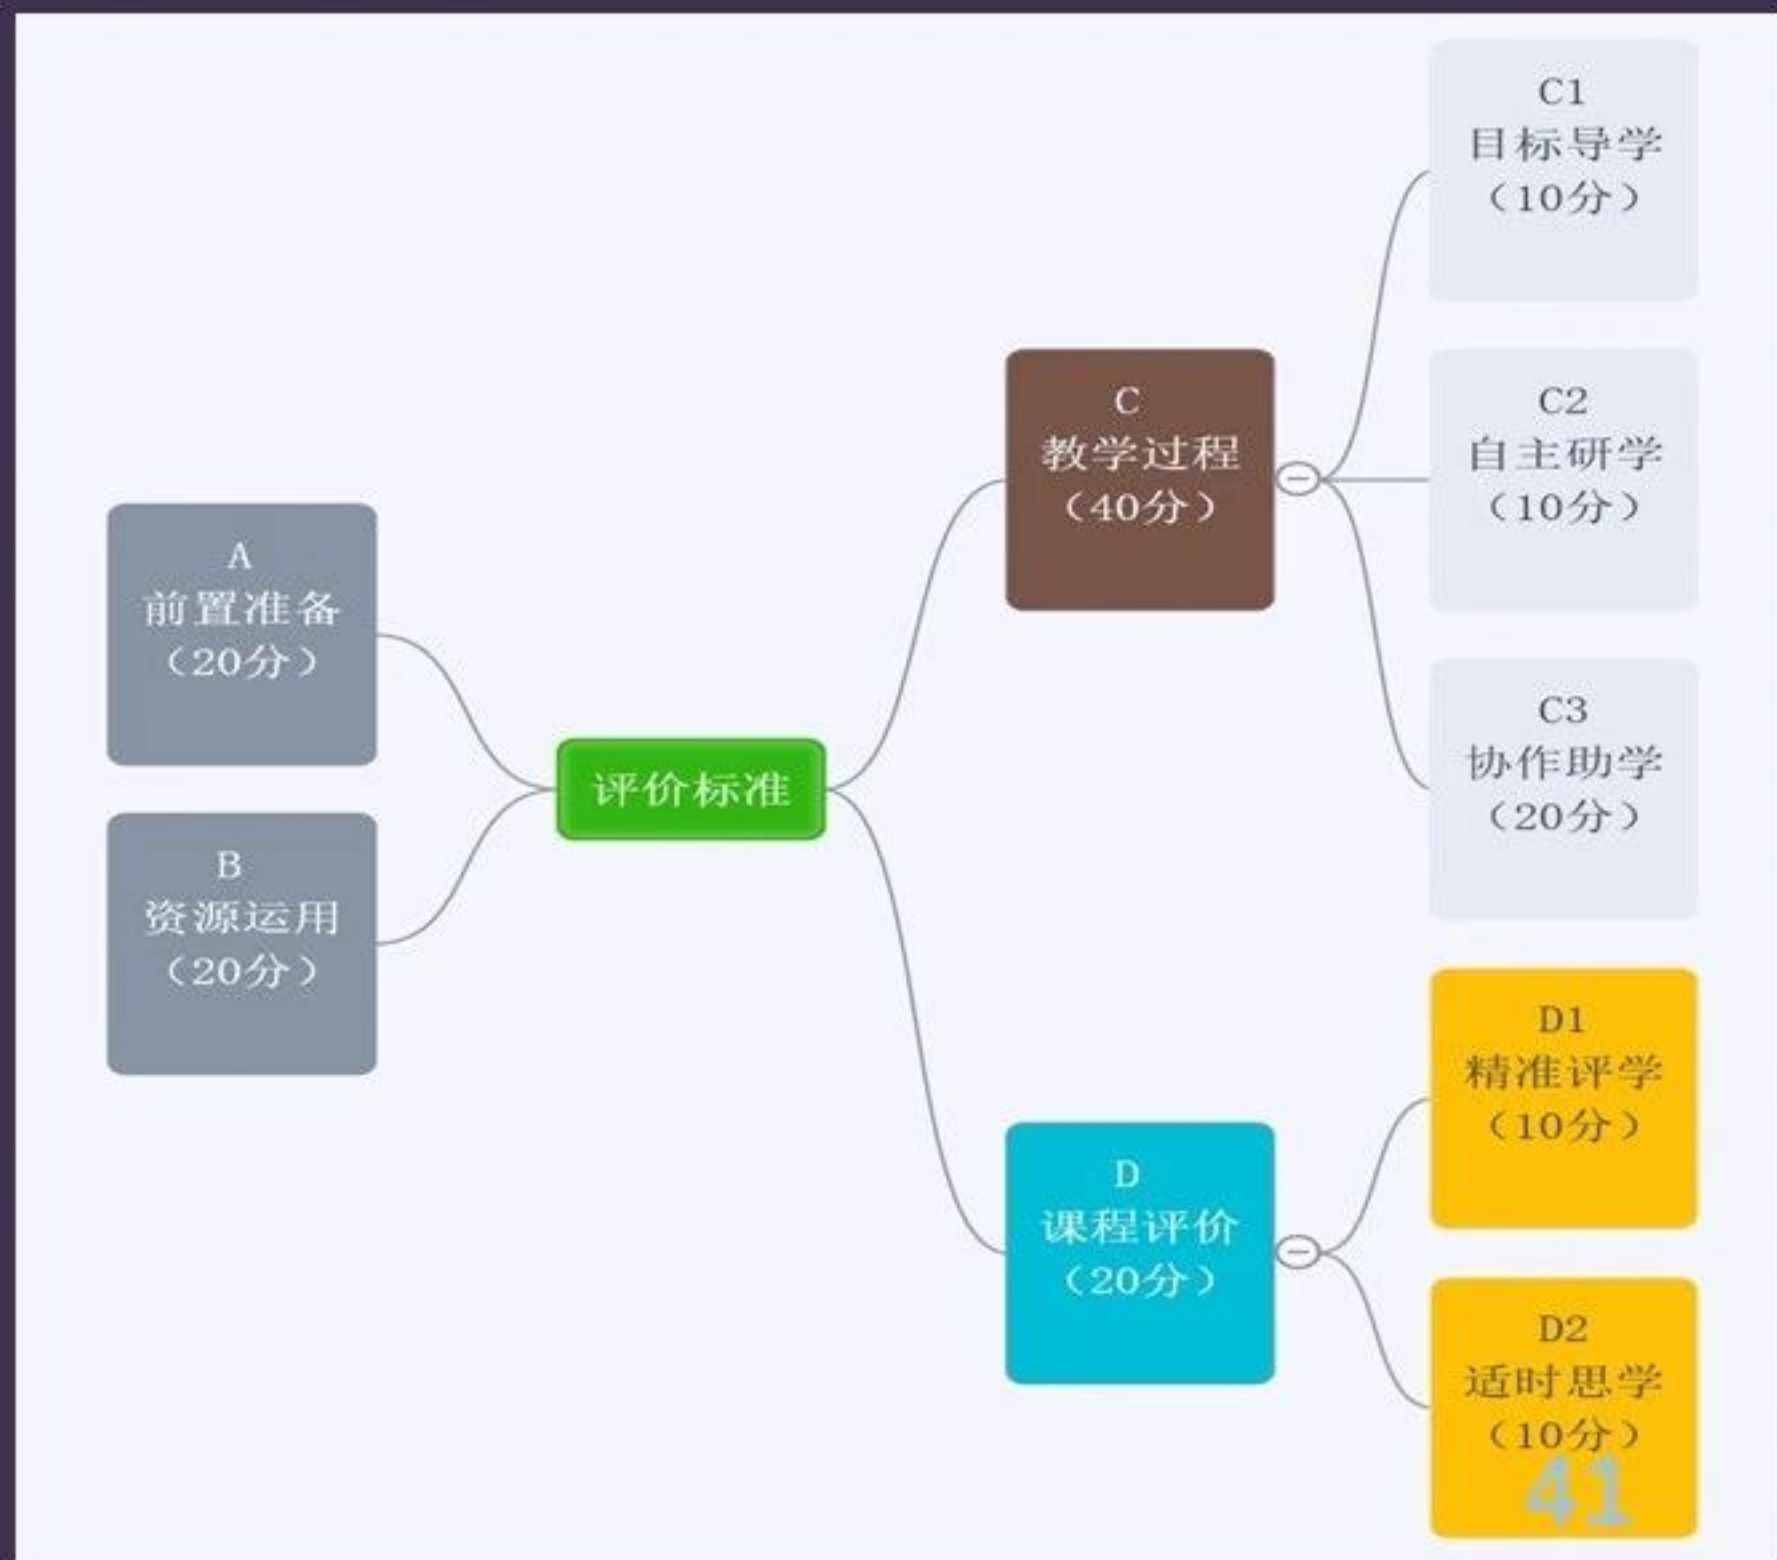 A
前置准备
（20分）
B
资源运用
（20分）
评价标准
C
教学过程
（40分）
C1
目标导学
（10分）
C2
自主研学
（10分）
C3
协作助学
（20分）
D
课程评价
（20分）
D1
精准评学
（10分）
D2
适时思学
（10分）
41